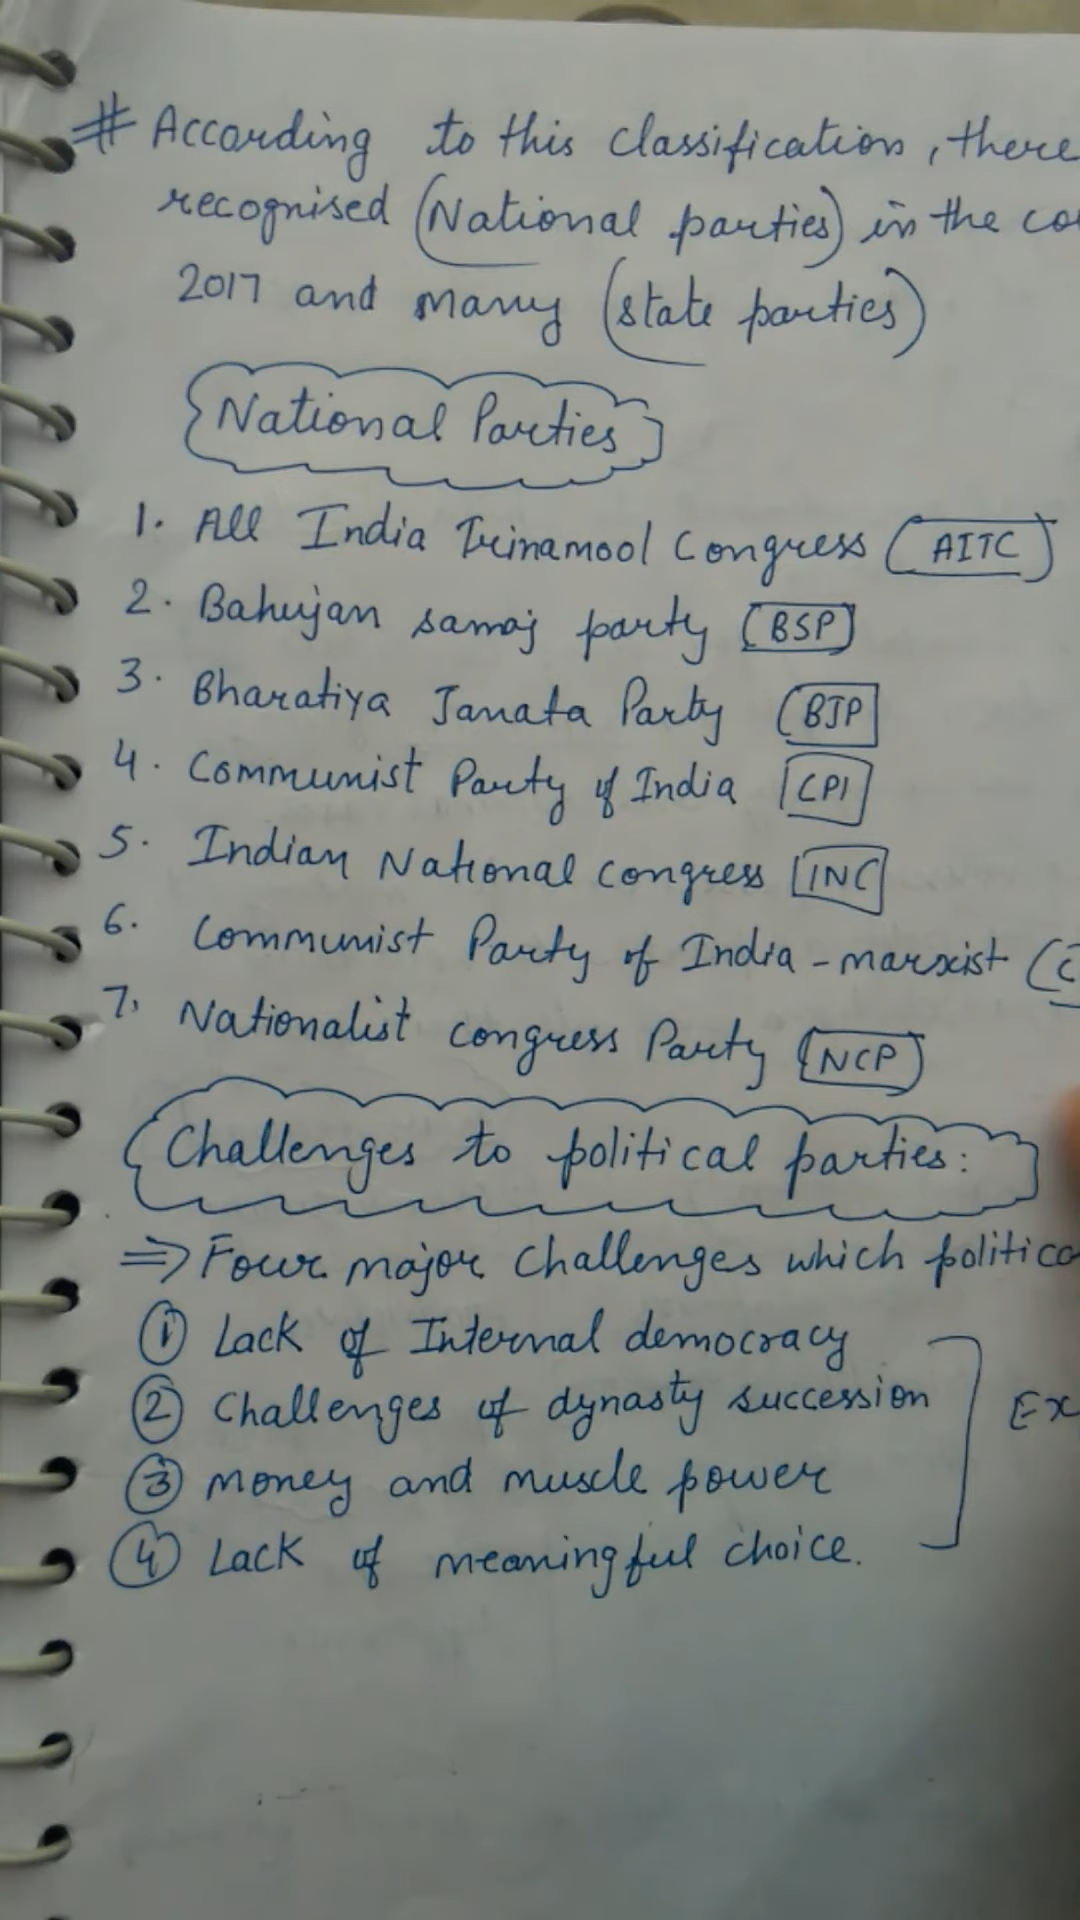 # According to this classification, there
recognised (National parties) in the co
2017 and many (state parties)
National Parties
1. All India Trinamool Congress (AITC)
2. Bahujan samaj party [BSP]
3. Bharatiya Janata Party (BJP]
4. Communist Party of India [CPI]
5. Indian National congress [INC]
6. Communist Party of India - marxist (C
7. Nationalist congress Party [NCP]
Challenges to political parties:
⇒ Four major challenges which politica
① Lack of Internal democracy
② Challenges of dynasty succession
Ex
③ money and muscle power
④ Lack of meaningful choice.